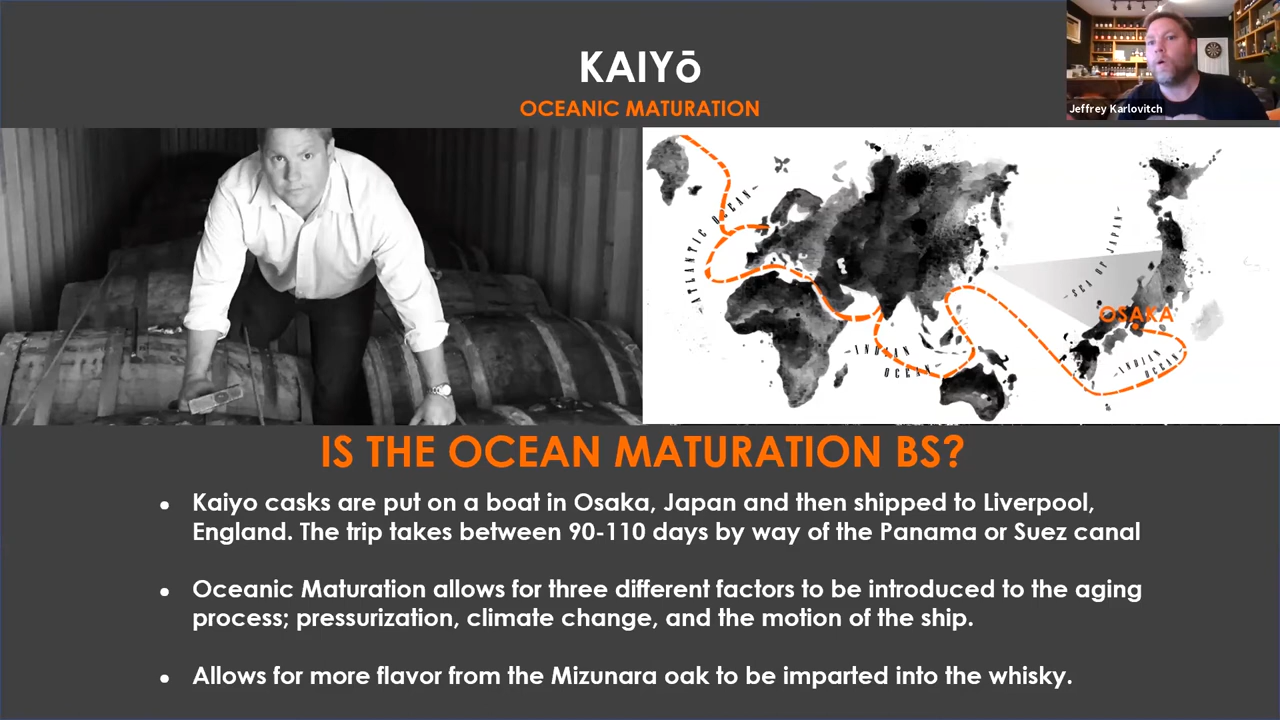 KAIYō
OCEANIC MATURATION
Jeffrey Karlovitch
ATLANTIC OCEAN
INDIAN
OCEAN
SEA OF JAPAN
OSAKA
INDIAN
OCEAN
IS THE OCEAN MATURATION BS?
• Kaiyo casks are put on a boat in Osaka, Japan and then shipped to Liverpool,
England. The trip takes between 90-110 days by way of the Panama or Suez canal
• Oceanic Maturation allows for three different factors to be introduced to the aging
process; pressurization, climate change, and the motion of the ship.
• Allows for more flavor from the Mizunara oak to be imparted into the whisky.